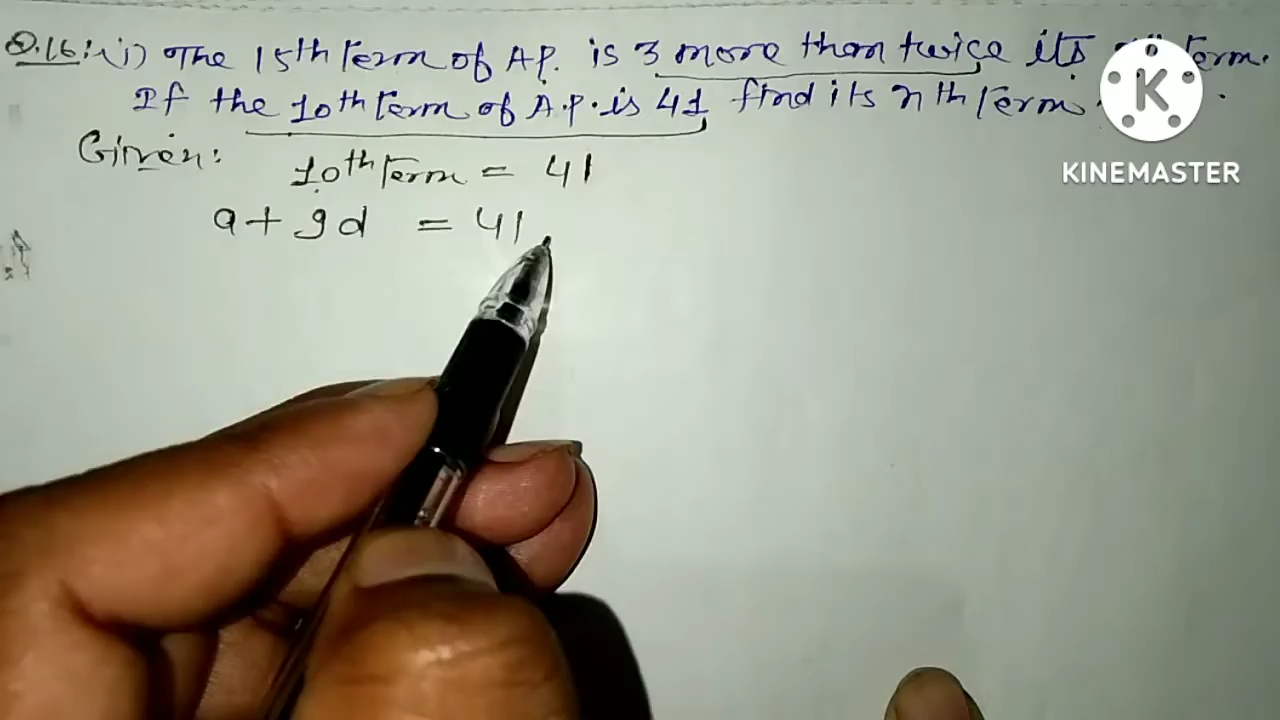 Q.16:-(i) The 15th term of A.P. is 3 more than twice its term.
If the 10th term of A.P. is 41 find its nth term.
Given:
10th term = 41
a + 9d = 41
K
KINEMASTER